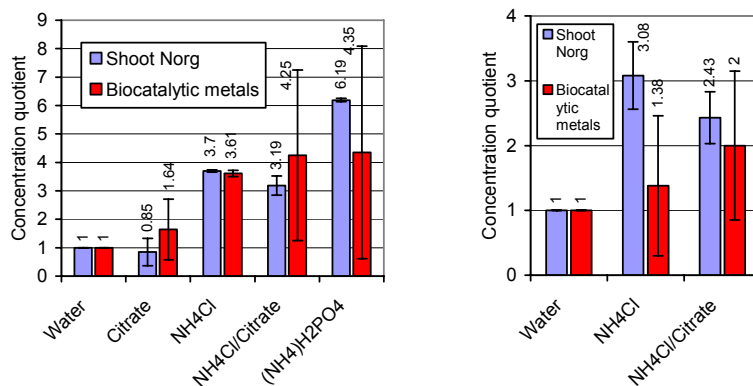 Concentration quotient
9
8
7
6
5
4
3
2
1
0
Shoot Norg
Biocatalytic metals
1
1
0.85
1.64
3.7
3.61
3.19
4.25
6.19
4.35
Water
Citrate
NH4Cl
NH4Cl/Citrate
(NH4)H2PO4
Concentration quotient
4
3
2
1
0
Shoot
Norg
Biocatal
ytic metals
1
1
3.08
1.38
2.43
2
Water
NH4Cl
NH4Cl/Citrate